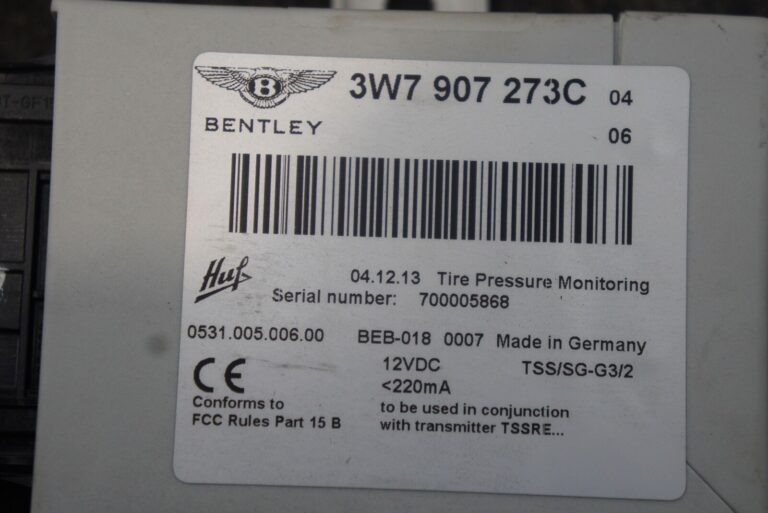 3W7 907 273C 04
B
BENTLEY
06
Huf
04.12.13 Tire Pressure Monitoring
Serial number: 700005868
0531.005.006.00 BEB-018 0007 Made in Germany
CE
12VDC TSS/SG-G3/2
<220mA
Conforms to
FCC Rules Part 15 B
to be used in conjunction
with transmitter TSSRE...